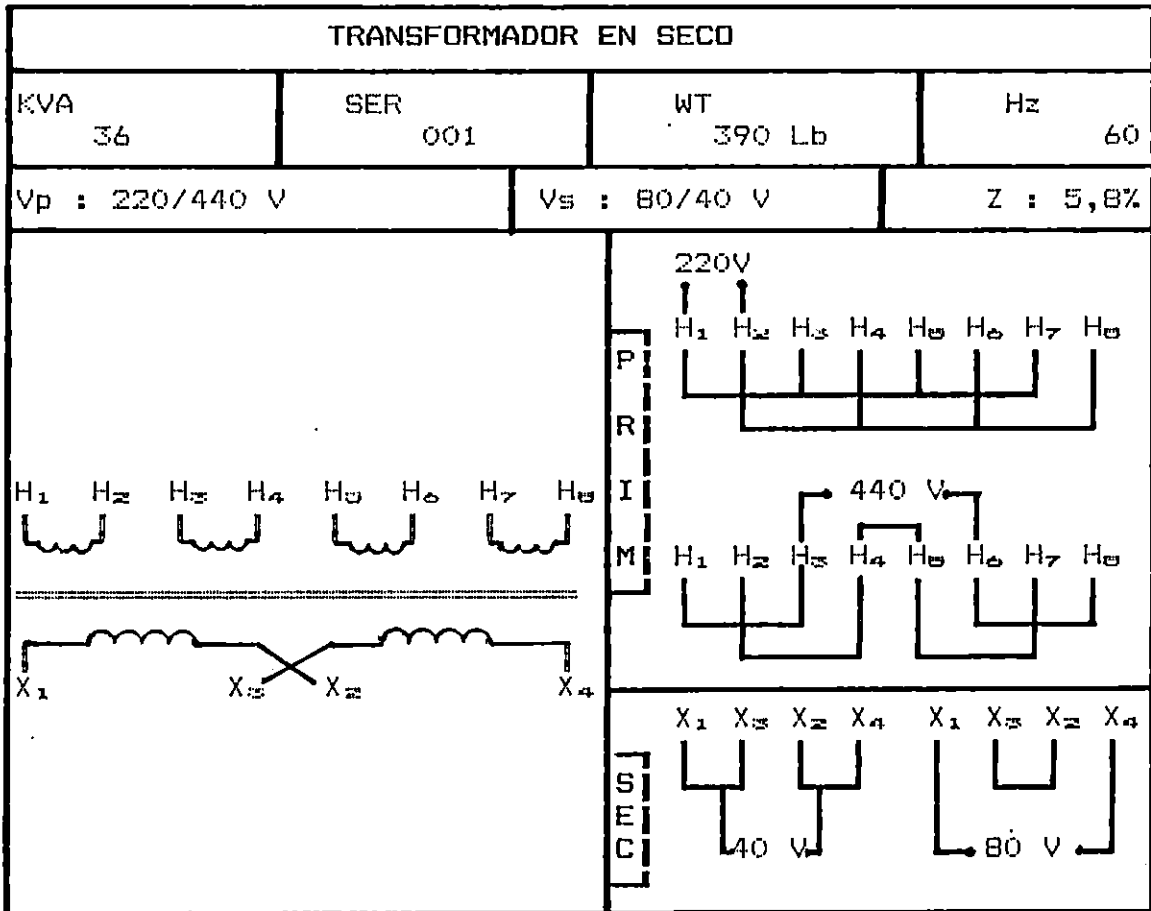 TRANSFORMADOR EN SECO
KVA SER WT Hz
36 001 390 Lb 60
Vp : 220/440 V Vs : 80/40 V Z : 5,8%
220V
H1 H2 H3 H4 H5 H6 H7 H8
P
R
I
M
H1 H2 H3 H4 H5 H6 H7 H8
440 V
H1 H2 H3 H4 H5 H6 H7 H8
X1 X3 X2 X4
X1 X3 X2 X4 X1 X3 X2 X4
S
E
C
40 V 80 V